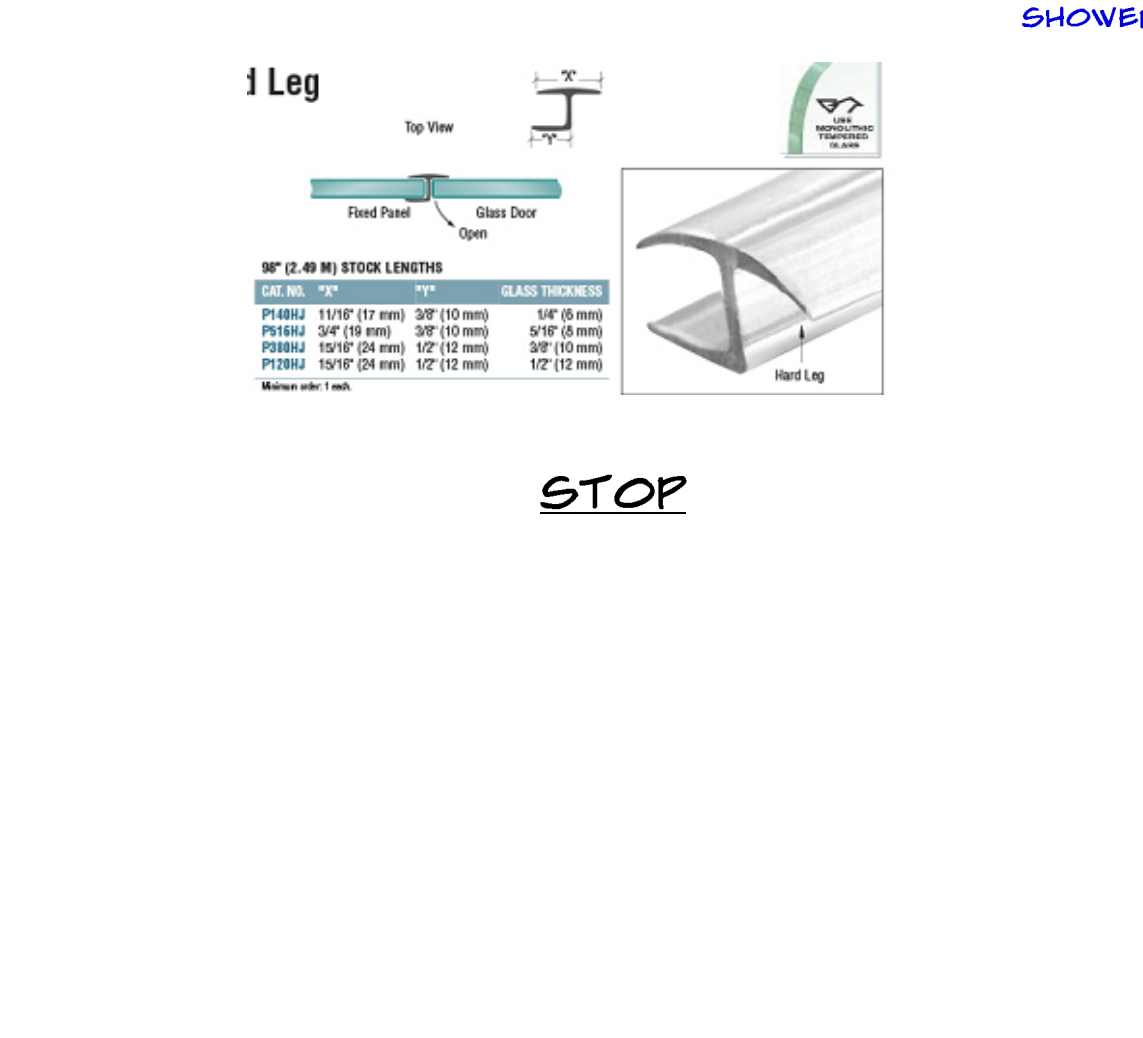 SHOWE
d Leg
"X"
Top View
"Y"
USE
MONOLITHIC
TEMPERED
GLASS
Fixed Panel
Glass Door
Open
98" (2.49 M) STOCK LENGTHS
CAT. NO. "X" "Y" GLASS THICKNESS
P140HJ 11/16" (17 mm) 3/8" (10 mm) 1/4" (6 mm)
P516HJ 3/4" (19 mm) 3/8" (10 mm) 5/16" (8 mm)
P380HJ 15/16" (24 mm) 1/2" (12 mm) 3/8" (10 mm)
P120HJ 15/16" (24 mm) 1/2" (12 mm) 1/2" (12 mm)
Minimum order: 1 each.
Hard Leg
STOP